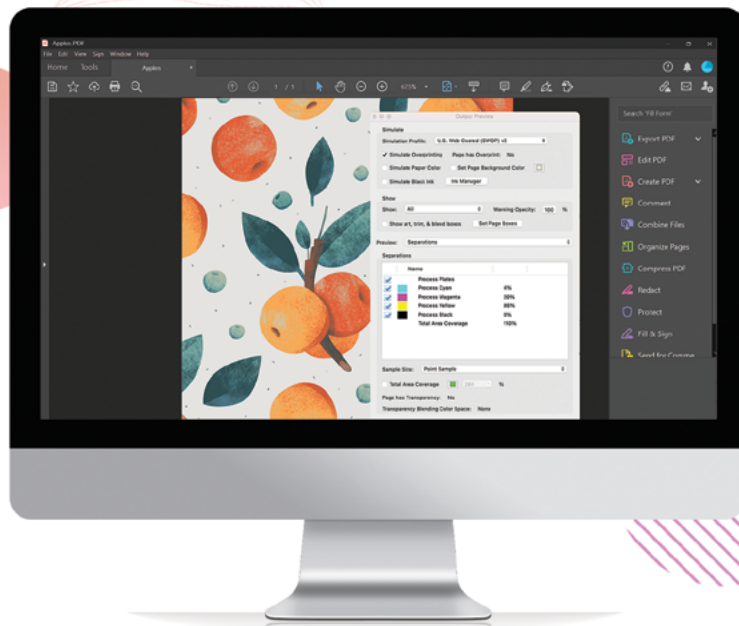 Apples.PDF
File Edit View Sign Window Help
Home Tools Apples ×
1 / 1 673%
Output Preview
Simulate
Simulation Profile: U.S. Web Coated (SWOP) v2
Simulate Overprinting Page has Overprint: No
Simulate Paper Color Set Page Background Color
Simulate Black Ink Ink Manager
Show
Show: All Warning Opacity: 100 %
Show art, trim, & bleed boxes Set Page Boxes
Preview: Separations
Separations
Name
Process Plates
Process Cyan 4%
Process Magenta
Process Yellow
Process Black 0%
Total Area Coverage
Sample Size: Point Sample
Total Area Coverage %
Page has Transparency: No
Transparency Blending Color Space: None
Search 'Fill Form'
Export PDF
Edit PDF
Create PDF
Comment
Combine Files
Organize Pages
Compress PDF
Redact
Protect
Fill & Sign
Send for Comme